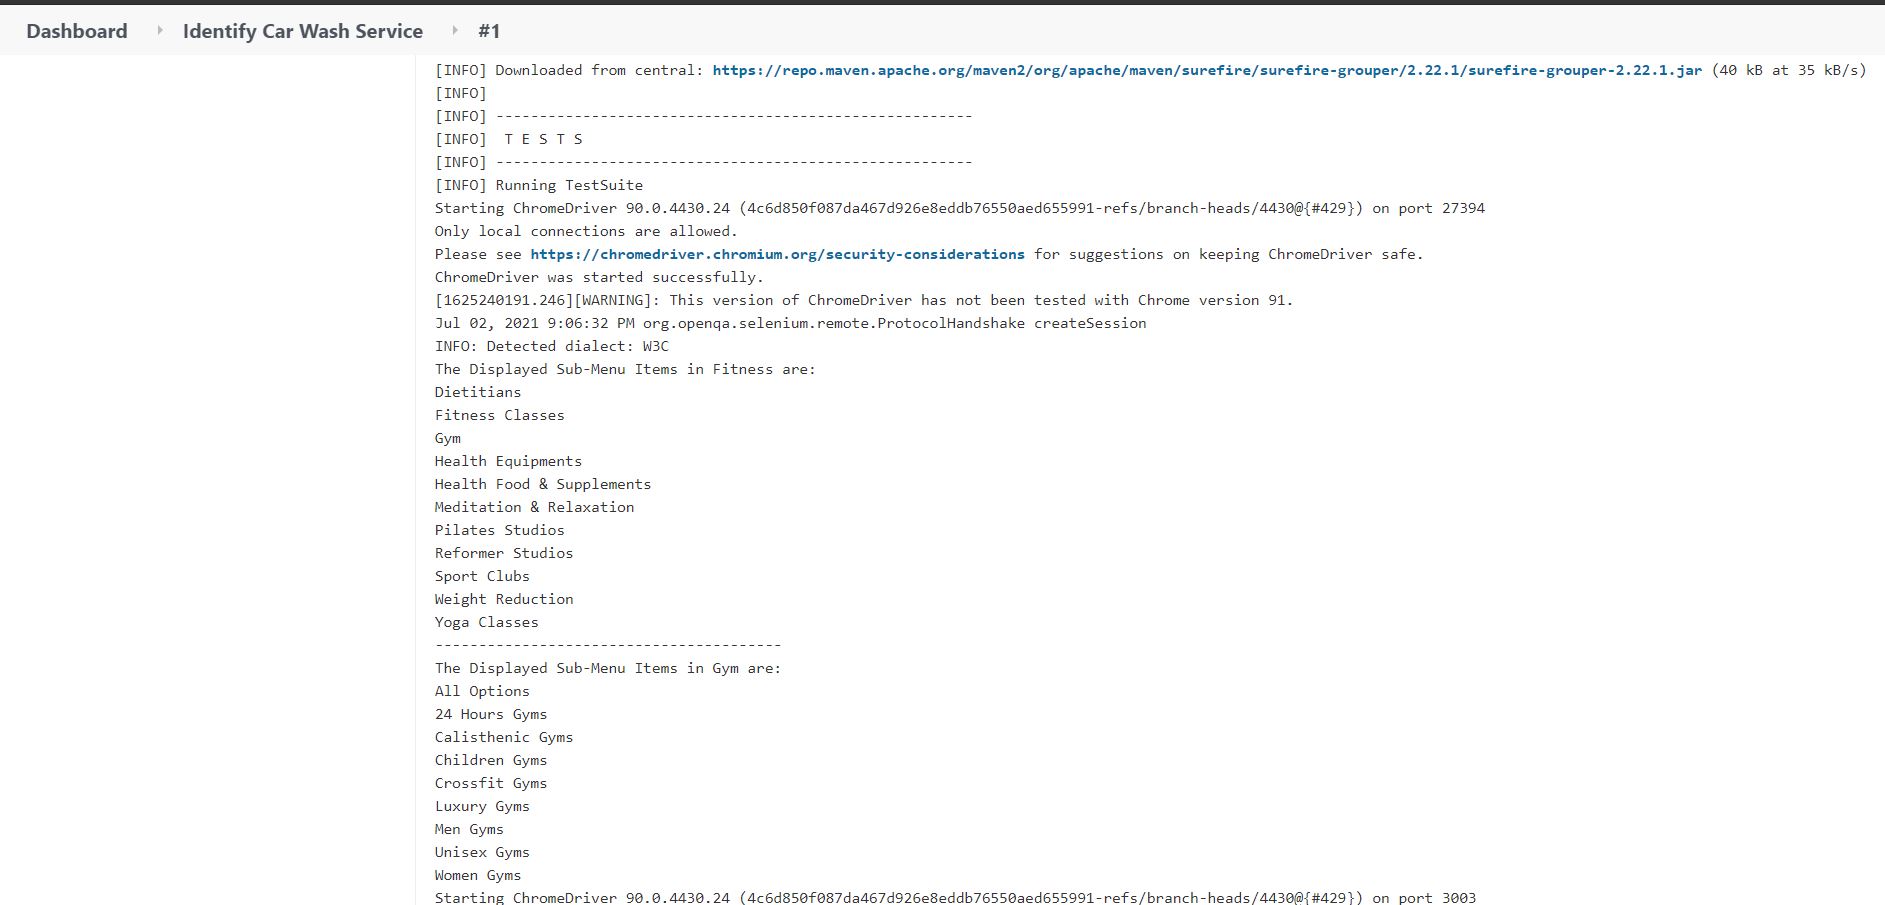 Dashboard Identify Car Wash Service #1
[INFO] Downloaded from central: https://repo.maven.apache.org/maven2/org/apache/maven/surefire/surefire-grouper/2.22.1/surefire-grouper-2.22.1.jar (40 kB at 35 kB/s)
[INFO]
[INFO] -------------------------------------------------------
[INFO]  T E S T S
[INFO] -------------------------------------------------------
[INFO] Running TestSuite
Starting ChromeDriver 90.0.4430.24 (4c6d850f087da467d926e8eddb76550aed655991-refs/branch-heads/4430@{#429}) on port 27394
Only local connections are allowed.
Please see https://chromedriver.chromium.org/security-considerations for suggestions on keeping ChromeDriver safe.
ChromeDriver was started successfully.
[1625240191.246][WARNING]: This version of ChromeDriver has not been tested with Chrome version 91.
Jul 02, 2021 9:06:32 PM org.openqa.selenium.remote.ProtocolHandshake createSession
INFO: Detected dialect: W3C
The Displayed Sub-Menu Items in Fitness are:
Dietitians
Fitness Classes
Gym
Health Equipments
Health Food & Supplements
Meditation & Relaxation
Pilates Studios
Reformer Studios
Sport Clubs
Weight Reduction
Yoga Classes
----------------------------------------
The Displayed Sub-Menu Items in Gym are:
All Options
24 Hours Gyms
Calisthenic Gyms
Children Gyms
Crossfit Gyms
Luxury Gyms
Men Gyms
Unisex Gyms
Women Gyms
Starting ChromeDriver 90.0.4430.24 (4c6d850f087da467d926e8eddb76550aed655991-refs/branch-heads/4430@{#429}) on port 3003